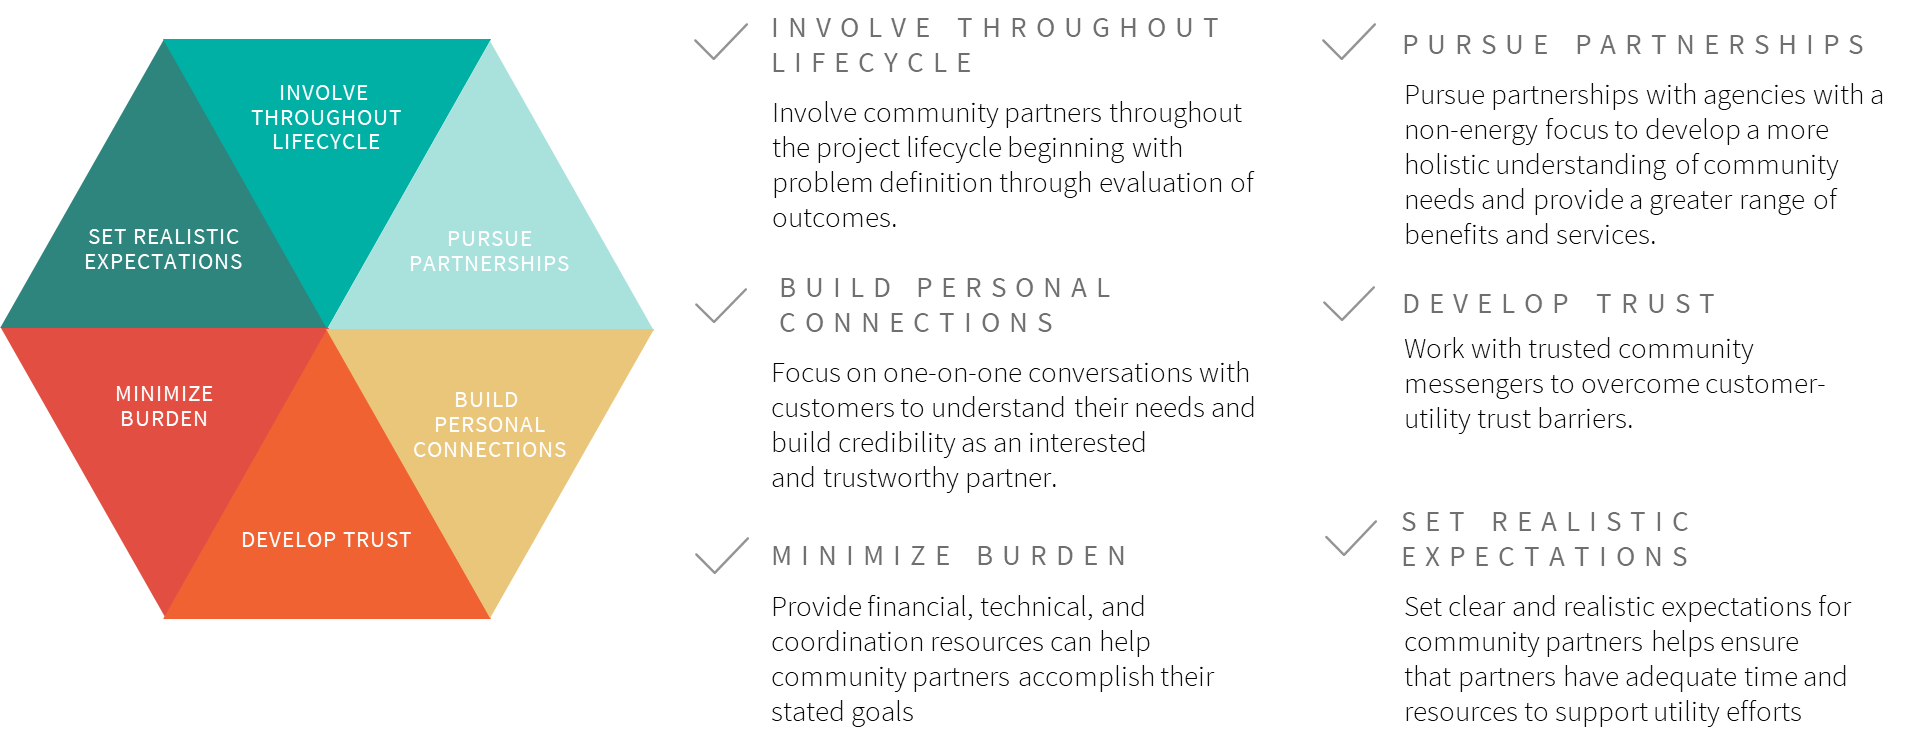 INVOLVE
THROUGHOUT
LIFECYCLE
SET REALISTIC
EXPECTATIONS
PURSUE
PARTNERSHIPS
MINIMIZE
BURDEN
BUILD
PERSONAL
CONNECTIONS
DEVELOP TRUST
INVOLVE THROUGHOUT
LIFECYCLE
Involve community partners throughout
the project lifecycle beginning with
problem definition through evaluation of
outcomes.
BUILD PERSONAL
CONNECTIONS
Focus on one-on-one conversations with
customers to understand their needs and
build credibility as an interested
and trustworthy partner.
MINIMIZE BURDEN
Provide financial, technical, and
coordination resources can help
community partners accomplish their
stated goals
PURSUE PARTNERSHIPS
Pursue partnerships with agencies with a
non-energy focus to develop a more
holistic understanding of community
needs and provide a greater range of
benefits and services.
DEVELOP TRUST
Work with trusted community
messengers to overcome customer-
utility trust barriers.
SET REALISTIC
EXPECTATIONS
Set clear and realistic expectations for
community partners helps ensure
that partners have adequate time and
resources to support utility efforts